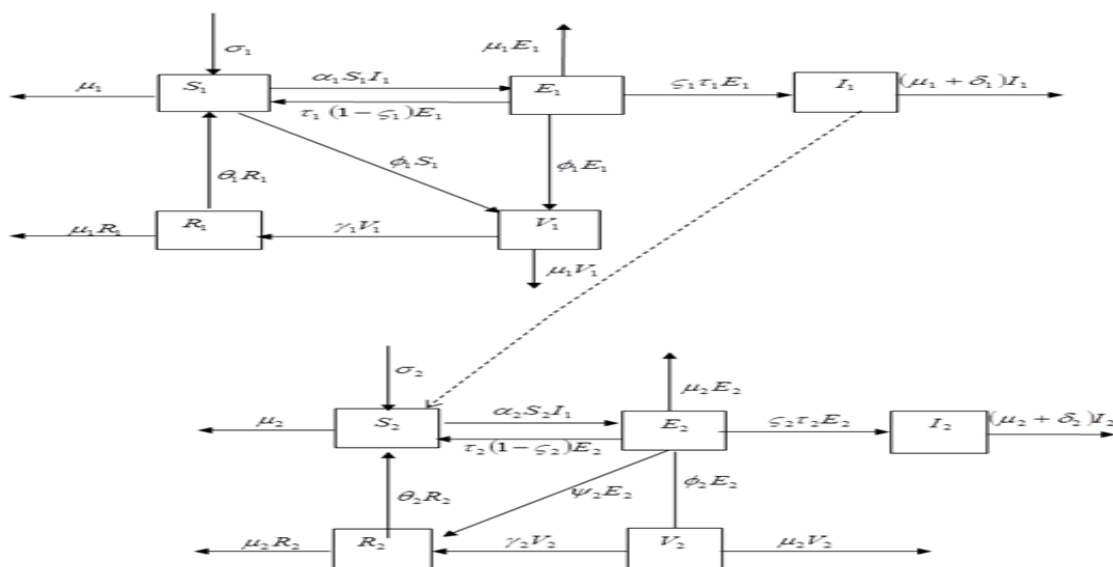 σ₁
μ₁E₁
μ₁
S₁
α₁S₁I₁
E₁
ς₁τ₁E₁
I₁
(μ₁ + δ₁)I₁
τ₁(1 − ς₁)E₁
θ₁R₁
φ₁S₁
φ₁E₁
μ₁R₁
R₁
γ₁V₁
V₁
μ₁V₁
σ₂
μ₂E₂
μ₂
S₂
α₂S₂I₁
E₂
ς₂τ₂E₂
I₂
(μ₂ + δ₂)I₂
τ₂(1 − ς₂)E₂
θ₂R₂
ψ₂E₂
φ₂E₂
μ₂R₂
R₂
γ₂V₂
V₂
μ₂V₂